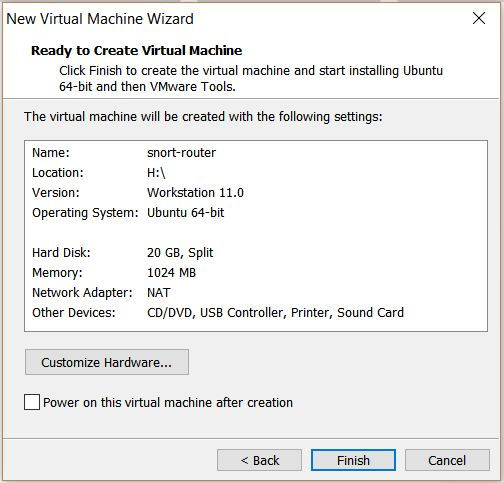 New Virtual Machine Wizard
Ready to Create Virtual Machine
Click Finish to create the virtual machine and start installing Ubuntu
64-bit and then VMware Tools.
The virtual machine will be created with the following settings:
Name: snort-router
Location: H:\
Version: Workstation 11.0
Operating System: Ubuntu 64-bit
Hard Disk: 20 GB, Split
Memory: 1024 MB
Network Adapter: NAT
Other Devices: CD/DVD, USB Controller, Printer, Sound Card
Customize Hardware...
Power on this virtual machine after creation
< Back Finish Cancel